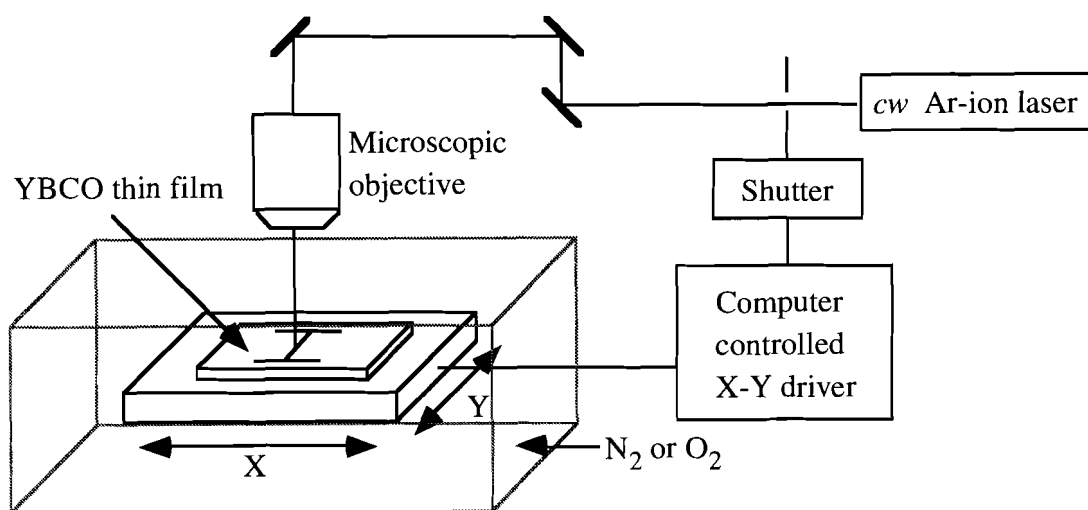 cw Ar-ion laser
Microscopic
objective
Shutter
YBCO thin film
Computer
controlled
X-Y driver
Y
X
N₂ or O₂